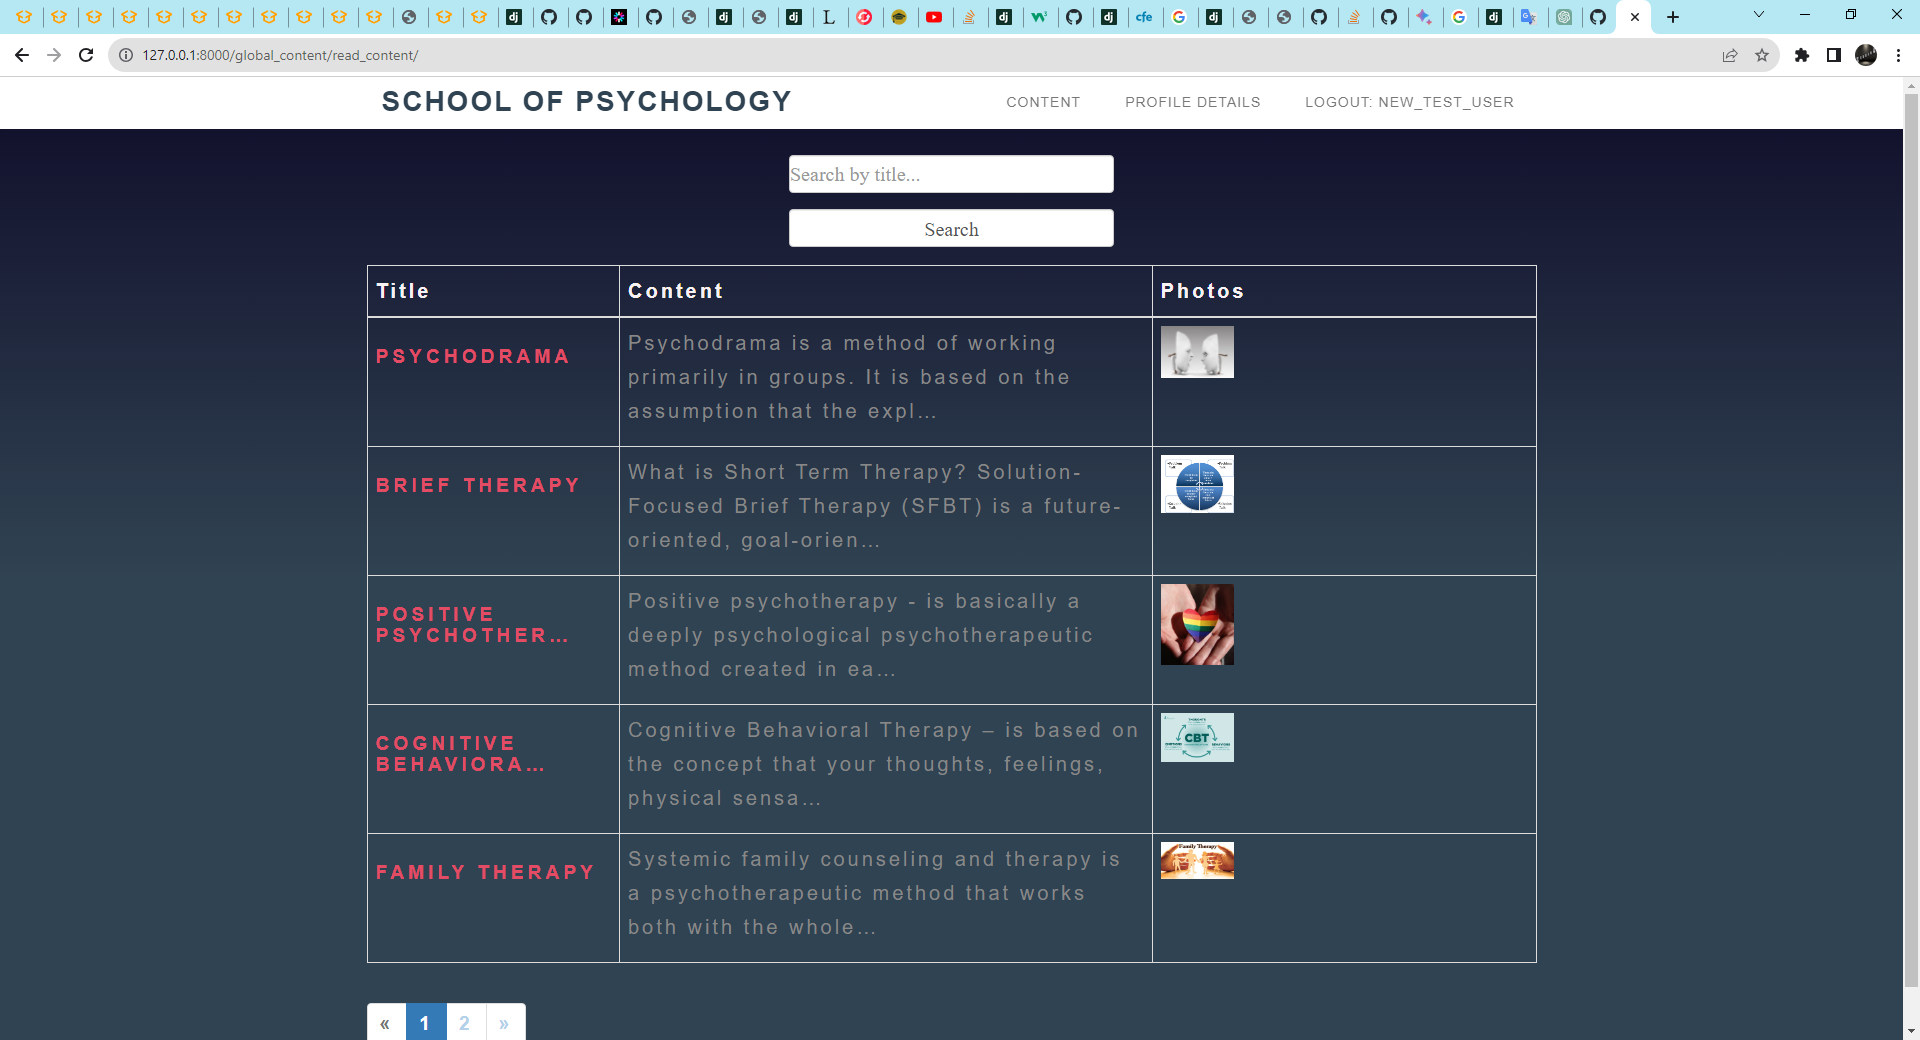 127.0.0.1:8000/global_content/read_content/
SCHOOL OF PSYCHOLOGY
CONTENT
PROFILE DETAILS
LOGOUT: NEW_TEST_USER
Search by title...
Search
Title
Content
Photos
PSYCHODRAMA
Psychodrama is a method of working
primarily in groups. It is based on the
assumption that the expl…
BRIEF THERAPY
What is Short Term Therapy? Solution-
Focused Brief Therapy (SFBT) is a future-
oriented, goal-orien…
POSITIVE
PSYCHOTHER…
Positive psychotherapy - is basically a
deeply psychological psychotherapeutic
method created in ea…
COGNITIVE
BEHAVIORA…
Cognitive Behavioral Therapy – is based on
the concept that your thoughts, feelings,
physical sensa…
CBT
FAMILY THERAPY
Systemic family counseling and therapy is
a psychotherapeutic method that works
both with the whole…
Family Therapy
« 1 2 »